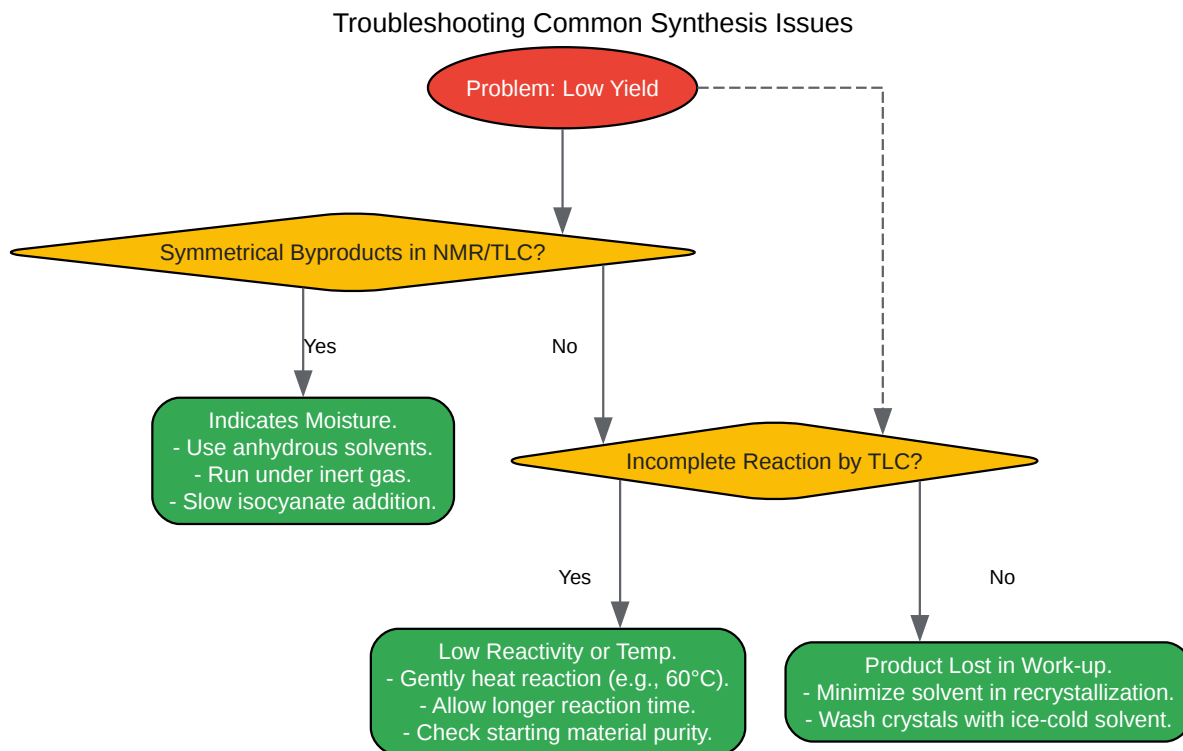 Troubleshooting Common Synthesis Issues
Problem: Low Yield
Symmetrical Byproducts in NMR/TLC?
Yes
No
Indicates Moisture.
- Use anhydrous solvents.
- Run under inert gas.
- Slow isocyanate addition.
Incomplete Reaction by TLC?
Yes
No
Low Reactivity or Temp.
- Gently heat reaction (e.g., 60°C).
- Allow longer reaction time.
- Check starting material purity.
Product Lost in Work-up.
- Minimize solvent in recrystallization.
- Wash crystals with ice-cold solvent.